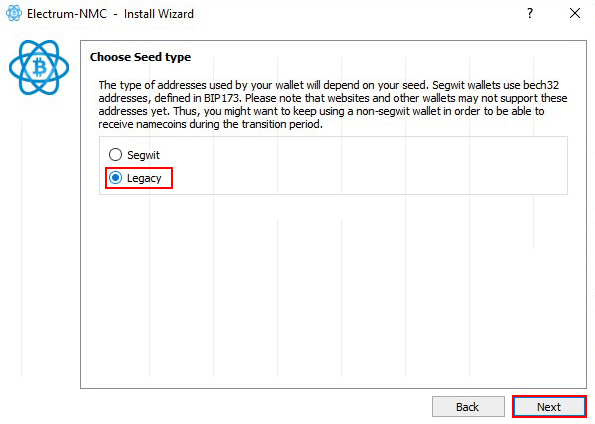 Electrum-NMC - Install Wizard
?
Choose Seed type
The type of addresses used by your wallet will depend on your seed. Segwit wallets use bech32
addresses, defined in BIP173. Please note that websites and other wallets may not support these
addresses yet. Thus, you might want to keep using a non-segwit wallet in order to be able to
receive namecoins during the transition period.
Segwit
Legacy
Back
Next